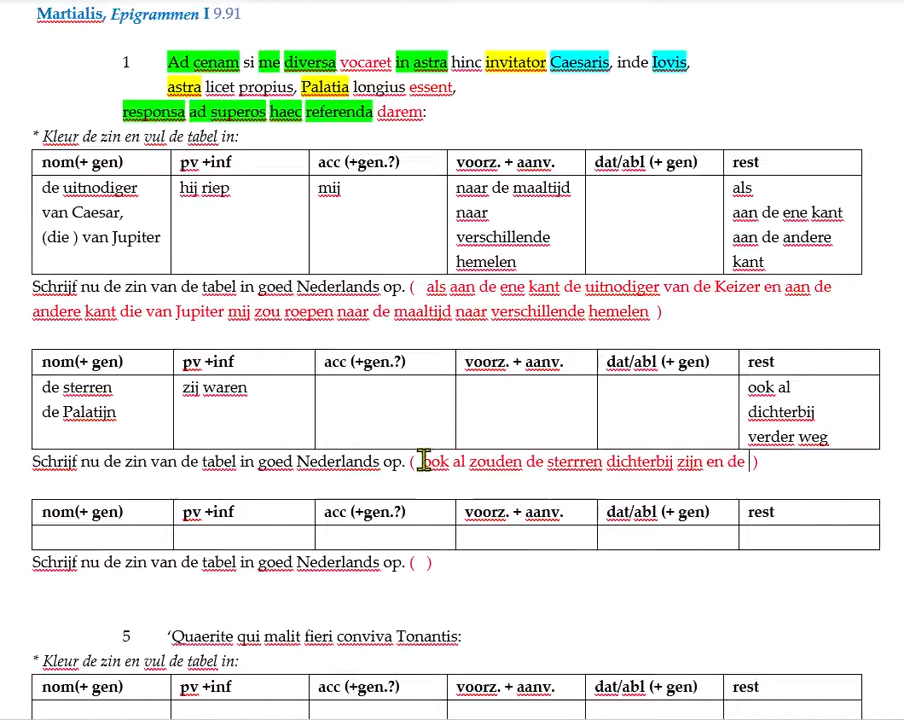 Martialis, Epigrammen I 9.91
1 Ad cenam si me diversa vocaret in astra hinc invitator Caesaris, inde Iovis,
astra licet propius, Palatia longius essent,
responsa ad superos haec referenda darem:
* Kleur de zin en vul de tabel in:
nom(+ gen) pv +inf acc (+gen.?) voorz. + aanv. dat/abl (+ gen) rest
de uitnodiger hij riep mij naar de maaltijd als
van Caesar, naar aan de ene kant
(die ) van Jupiter verschillende aan de andere
hemelen kant
Schrijf nu de zin van de tabel in goed Nederlands op. ( als aan de ene kant de uitnodiger van de Keizer en aan de
andere kant die van Jupiter mij zou roepen naar de maaltijd naar verschillende hemelen )
nom(+ gen) pv +inf acc (+gen.?) voorz. + aanv. dat/abl (+ gen) rest
de sterren zij waren ook al
de Palatijn dichterbij
verder weg
Schrijf nu de zin van de tabel in goed Nederlands op. ( ook al zouden de sterrren dichterbij zijn en de )
nom(+ gen) pv +inf acc (+gen.?) voorz. + aanv. dat/abl (+ gen) rest
Schrijf nu de zin van de tabel in goed Nederlands op. ( )
5 ‘Quaerite qui malit fieri conviva Tonantis:
* Kleur de zin en vul de tabel in:
nom(+ gen) pv +inf acc (+gen.?) voorz. + aanv. dat/abl (+ gen) rest